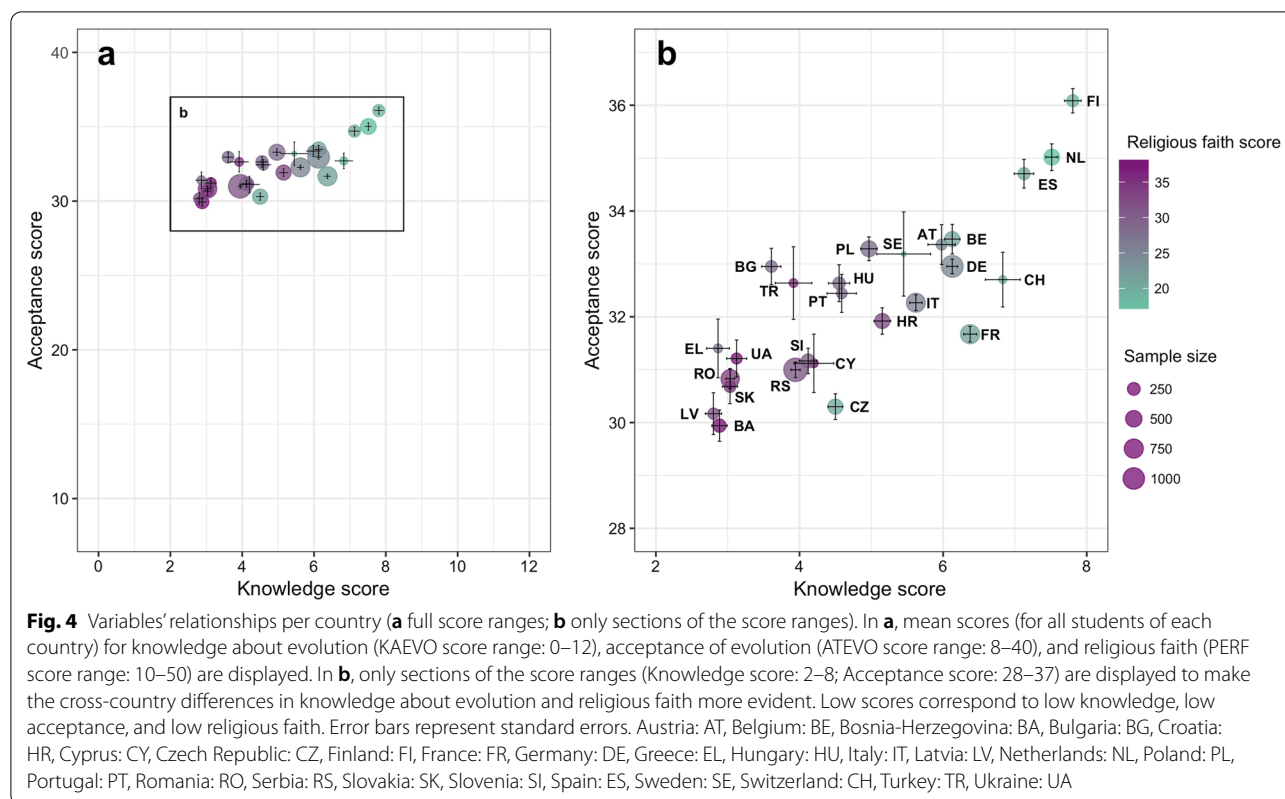 a
b
40
30
20
10
Acceptance score
0 2 4 6 8 10 12
Knowledge score
b
36
34
32
30
28
Acceptance score
FI
NL
ES
AT
BE
SE
PL
DE
CH
BG
HU
TR
PT
IT
HR
FR
EL
UA
SI
CY
RO
RS
SK
LV
CZ
BA
2 4 6 8
Knowledge score
Religious faith score
35
30
25
20
Sample size
250
500
750
1000
Fig. 4 Variables' relationships per country (a full score ranges; b only sections of the score ranges). In a, mean scores (for all students of each
country) for knowledge about evolution (KAEVO score range: 0–12), acceptance of evolution (ATEVO score range: 8–40), and religious faith (PERF
score range: 10–50) are displayed. In b, only sections of the score ranges (Knowledge score: 2–8; Acceptance score: 28–37) are displayed to make
the cross-country differences in knowledge about evolution and religious faith more evident. Low scores correspond to low knowledge, low
acceptance, and low religious faith. Error bars represent standard errors. Austria: AT, Belgium: BE, Bosnia-Herzegovina: BA, Bulgaria: BG, Croatia:
HR, Cyprus: CY, Czech Republic: CZ, Finland: FI, France: FR, Germany: DE, Greece: EL, Hungary: HU, Italy: IT, Latvia: LV, Netherlands: NL, Poland: PL,
Portugal: PT, Romania: RO, Serbia: RS, Slovakia: SK, Slovenia: SI, Spain: ES, Sweden: SE, Switzerland: CH, Turkey: TR, Ukraine: UA